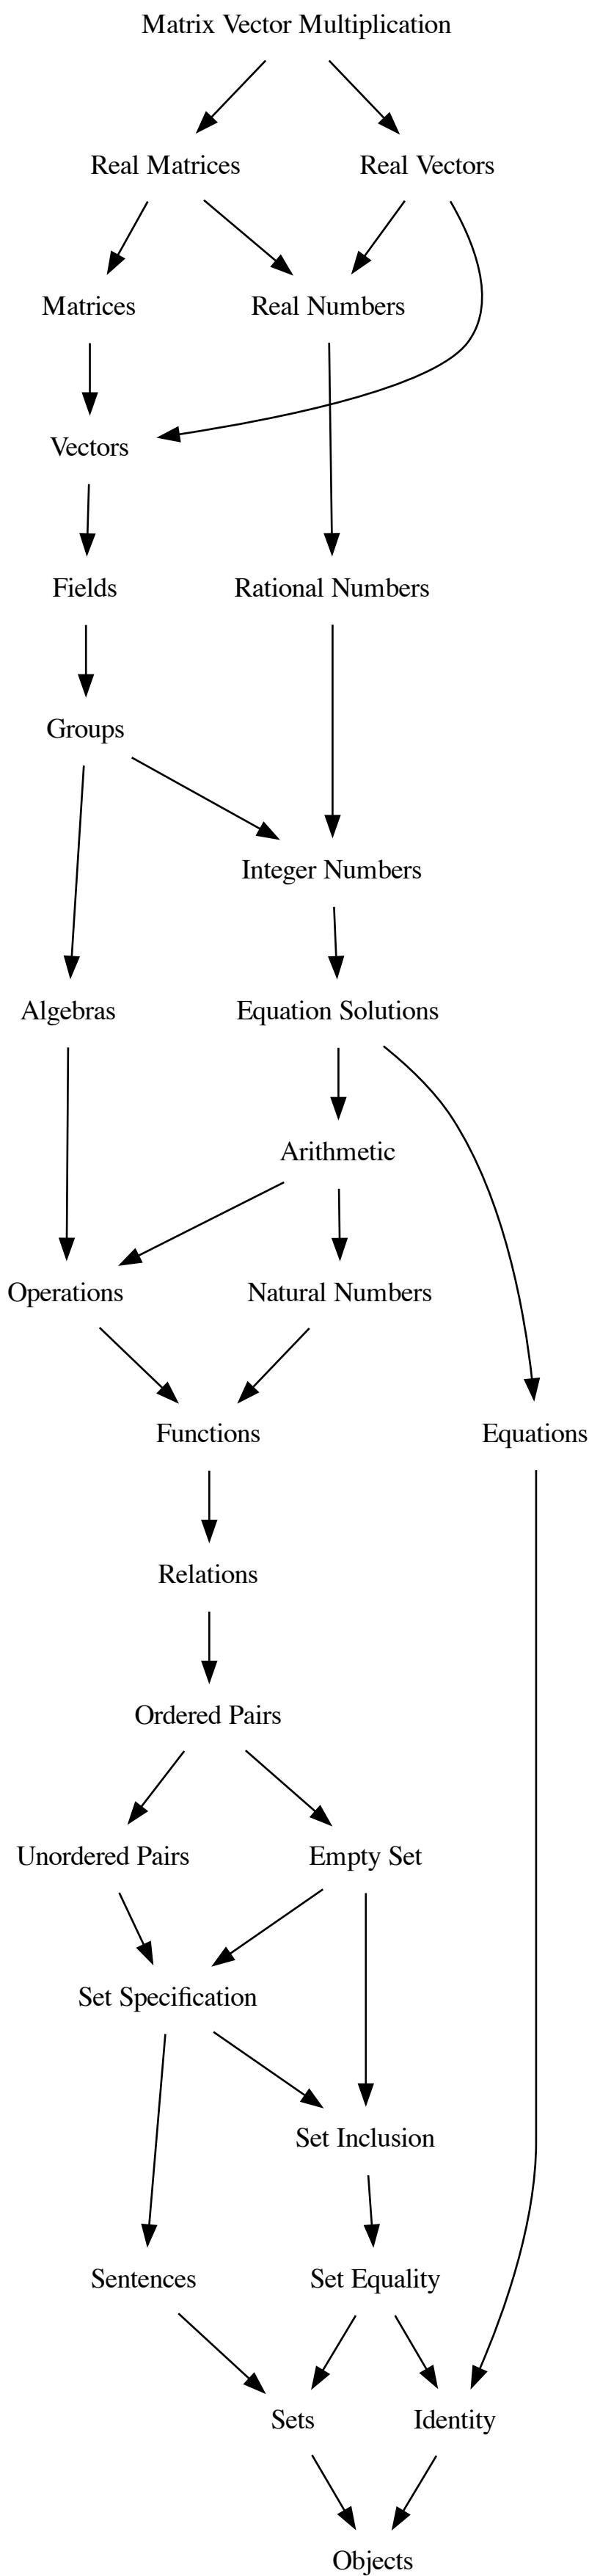 Matrix Vector Multiplication
Real Matrices
Real Vectors
Matrices
Real Numbers
Vectors
Fields
Rational Numbers
Groups
Integer Numbers
Algebras
Equation Solutions
Arithmetic
Operations
Natural Numbers
Functions
Equations
Relations
Ordered Pairs
Unordered Pairs
Empty Set
Set Specification
Set Inclusion
Sentences
Set Equality
Sets
Identity
Objects